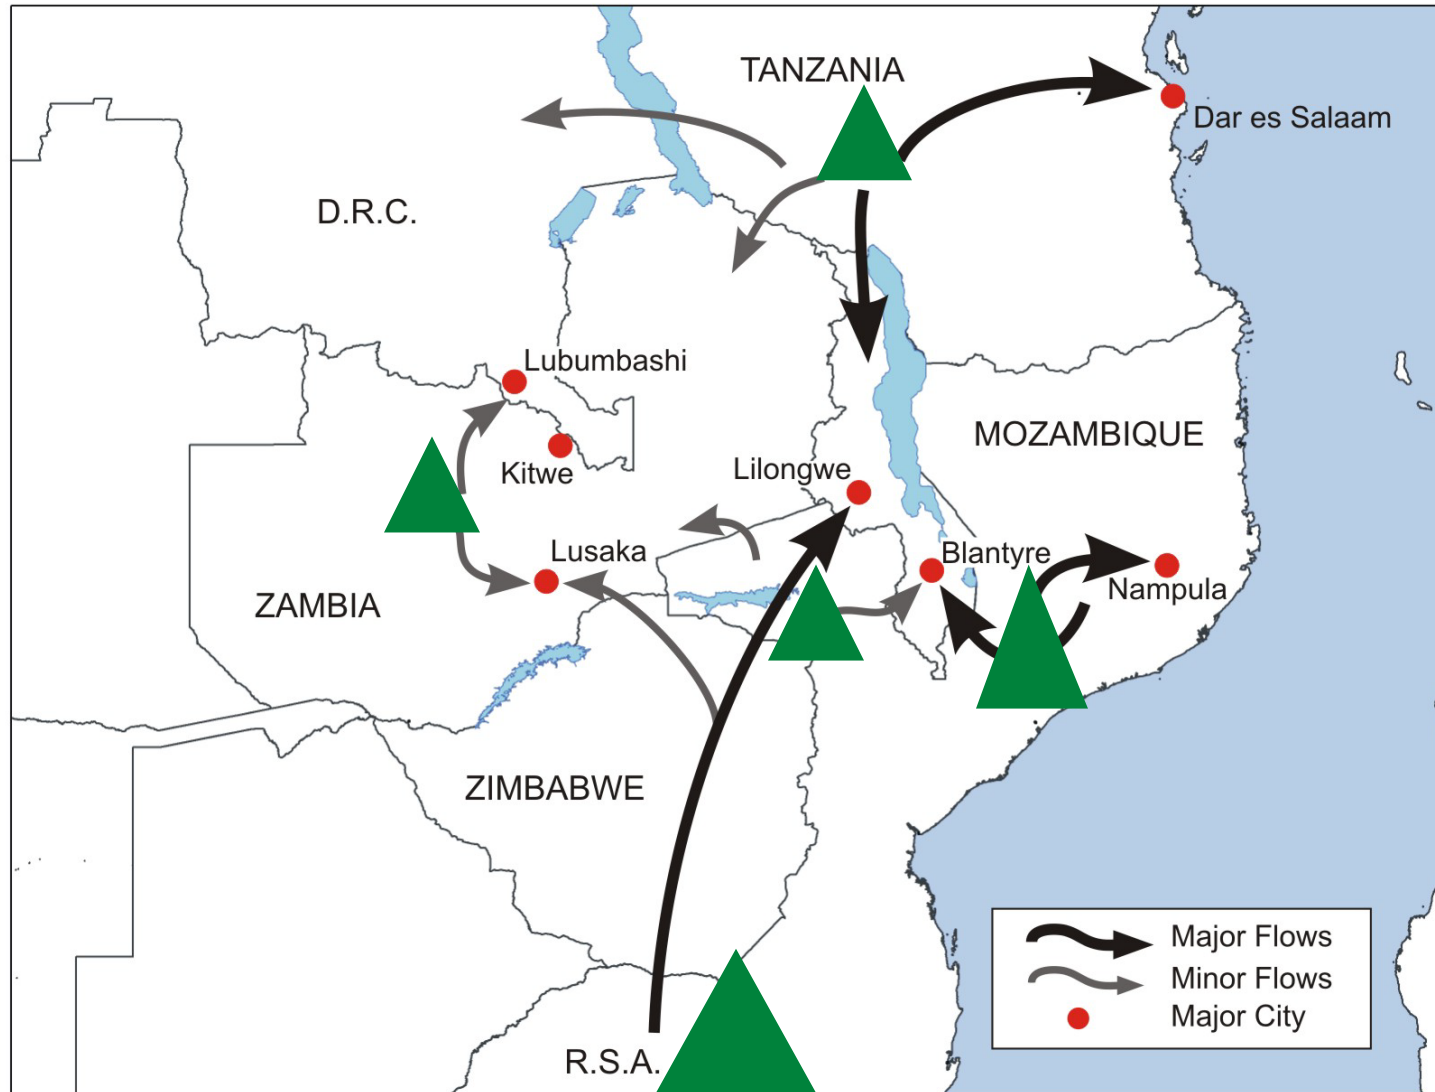 TANZANIA
Dar es Salaam
D.R.C.
Lubumbashi
MOZAMBIQUE
Kitwe
Lilongwe
Lusaka
Blantyre
Nampula
ZAMBIA
ZIMBABWE
R.S.A.
Major Flows
Minor Flows
Major City